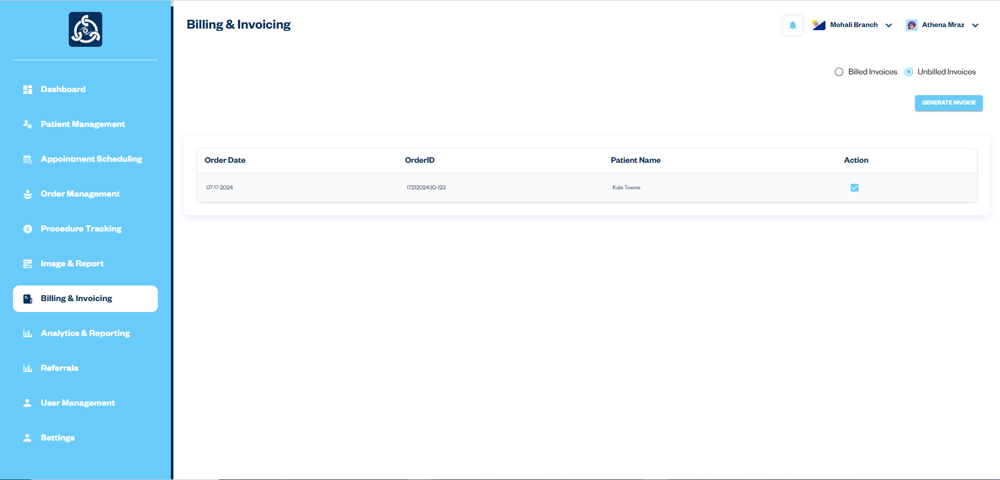 Billing & Invoicing
Mohali Branch
Athena Mraz
Dashboard
Patient Management
Appointment Scheduling
Order Management
Procedure Tracking
Image & Report
Billing & Invoicing
Analytics & Reporting
Referrals
User Management
Settings
Billed Invoices
Unbilled Invoices
GENERATE INVOICE
Order Date OrderID Patient Name Action
07-17-2024 1721202430-123 Kale Towne